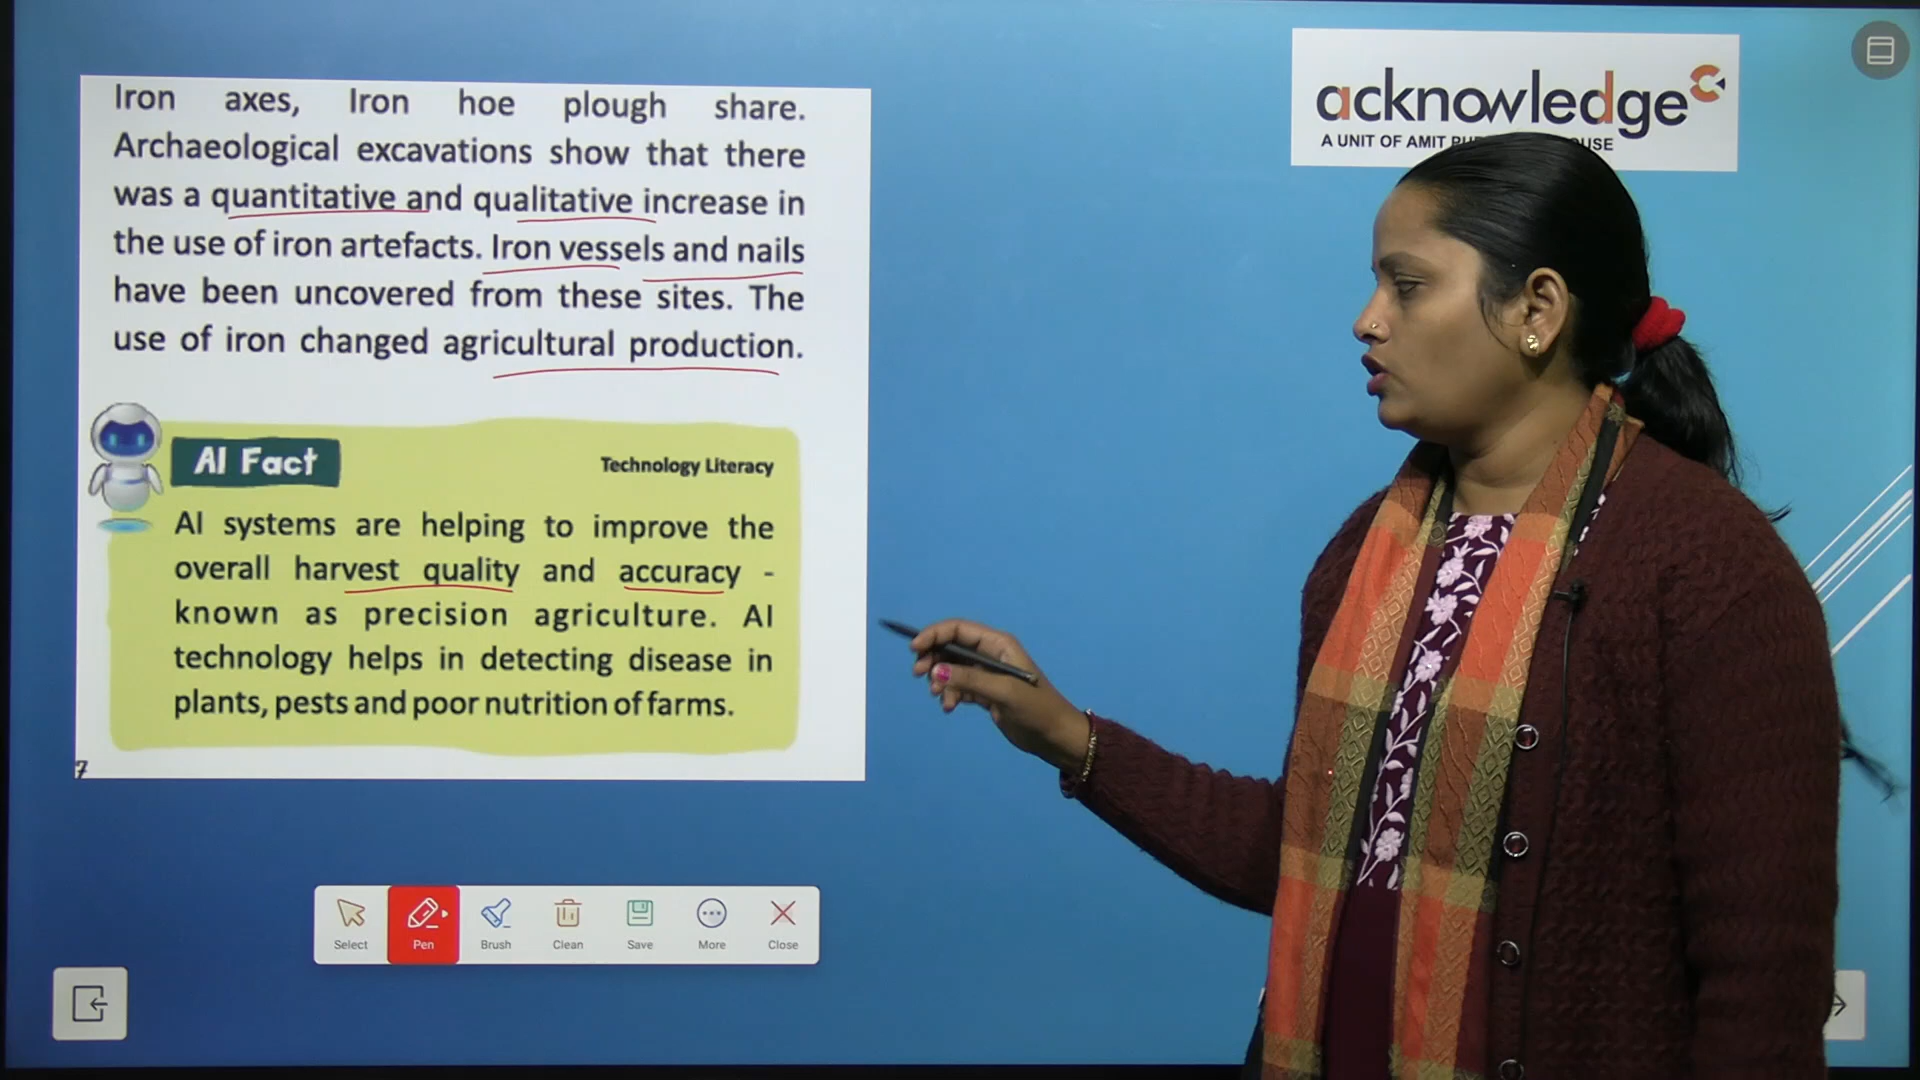 Iron axes, Iron hoe plough share.
Archaeological excavations show that there
was a quantitative and qualitative increase in
the use of iron artefacts. Iron vessels and nails
have been uncovered from these sites. The
use of iron changed agricultural production.
AI Fact
Technology Literacy
AI systems are helping to improve the
overall harvest quality and accuracy -
known as precision agriculture. AI
technology helps in detecting disease in
plants, pests and poor nutrition of farms.
7
acknowledge
A UNIT OF AMIT
Select
Pen
Brush
Clean
Save
More
Close